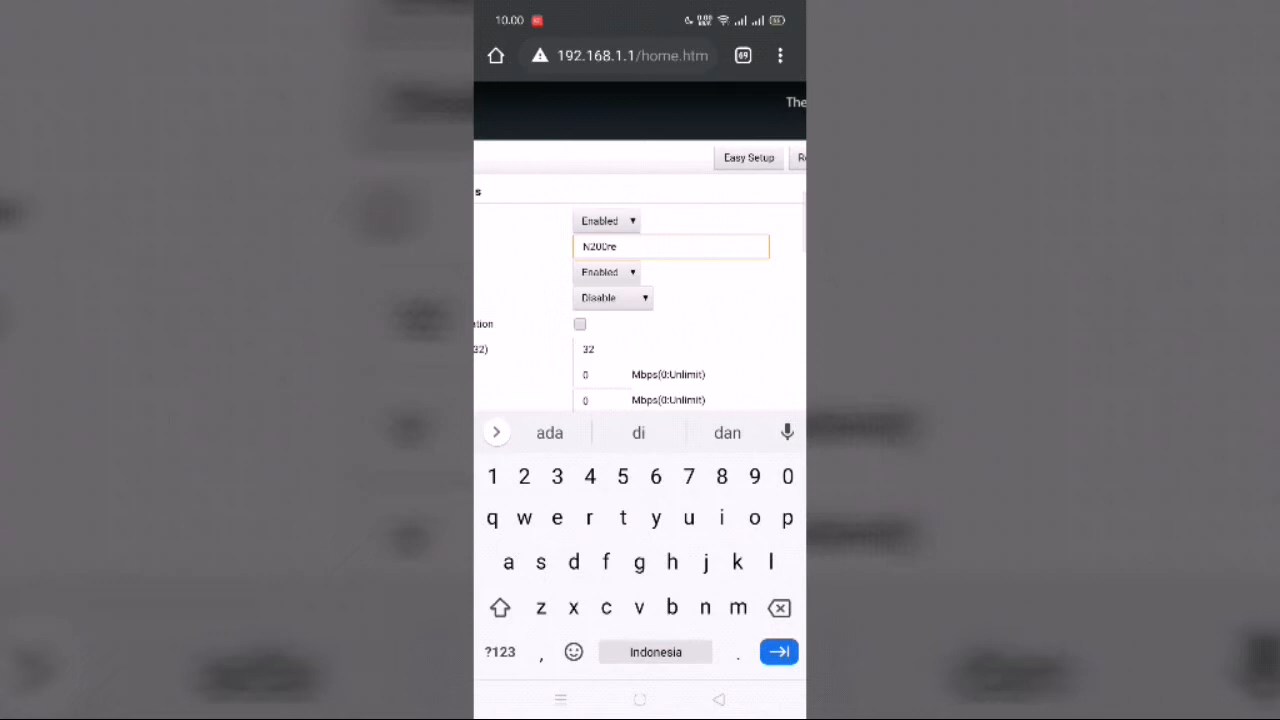 10.00
192.168.1.1/home.htm
69
The
Easy Setup
s
Enabled
N200re
Enabled
Disable
ation
32)
32
0 Mbps(0:Unlimit)
0 Mbps(0:Unlimit)
ada di dan
1 2 3 4 5 6 7 8 9 0
q w e r t y u i o p
a s d f g h j k l
z x c v b n m
?123 , Indonesia .